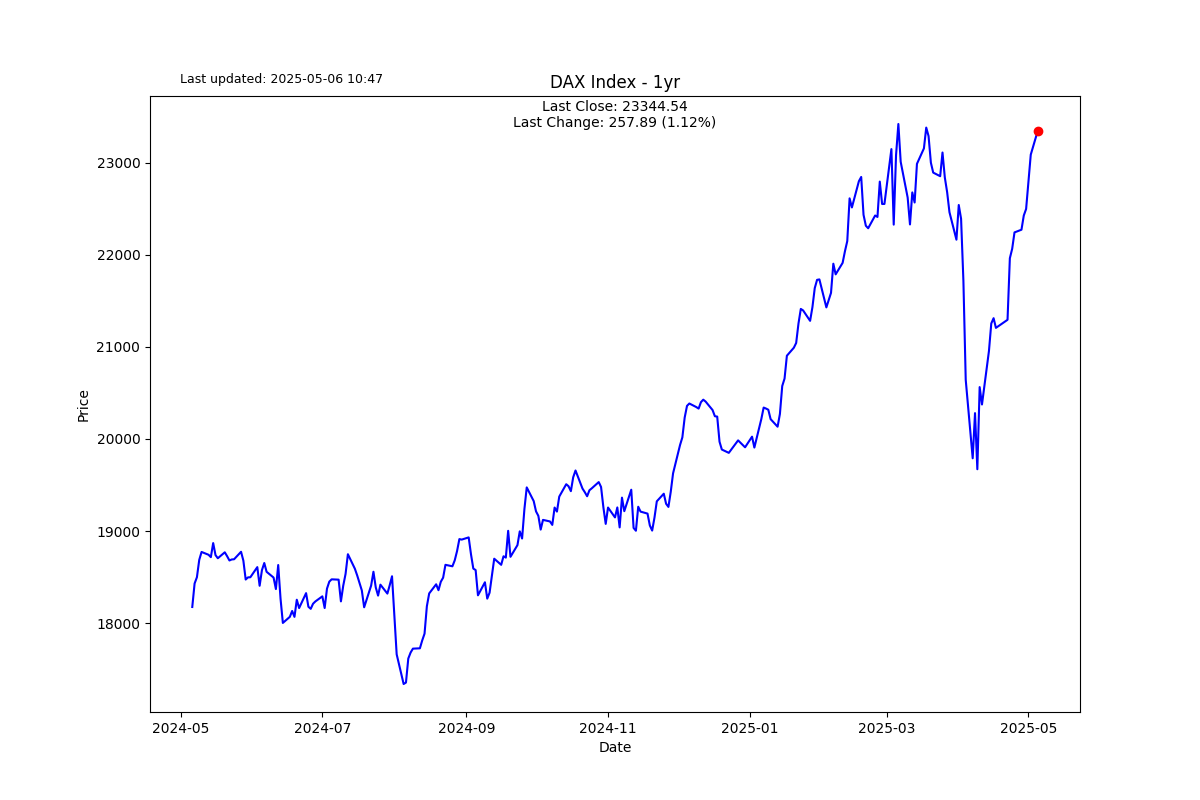 Last updated: 2025-05-06 10:47
DAX Index - 1yr
Last Close: 23344.54
Last Change: 257.89 (1.12%)
23000
22000
21000
20000
19000
18000
Price
2024-05
2024-07
2024-09
2024-11
2025-01
2025-03
2025-05
Date